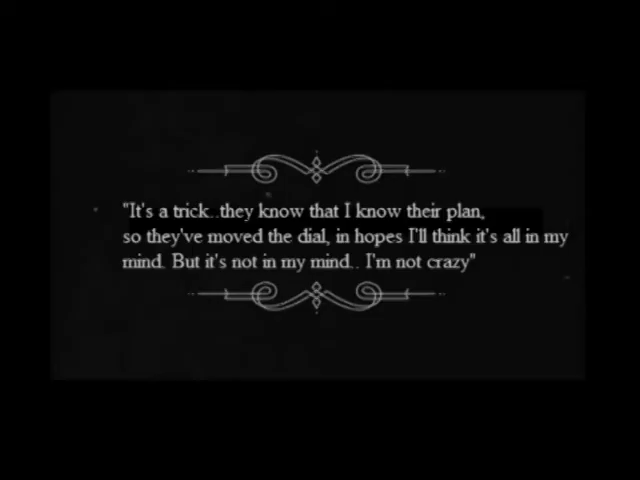 "It's a trick..they know that I know their plan,
so they've moved the dial, in hopes I'll think it's all in my
mind. But it's not in my mind.. I'm not crazy"